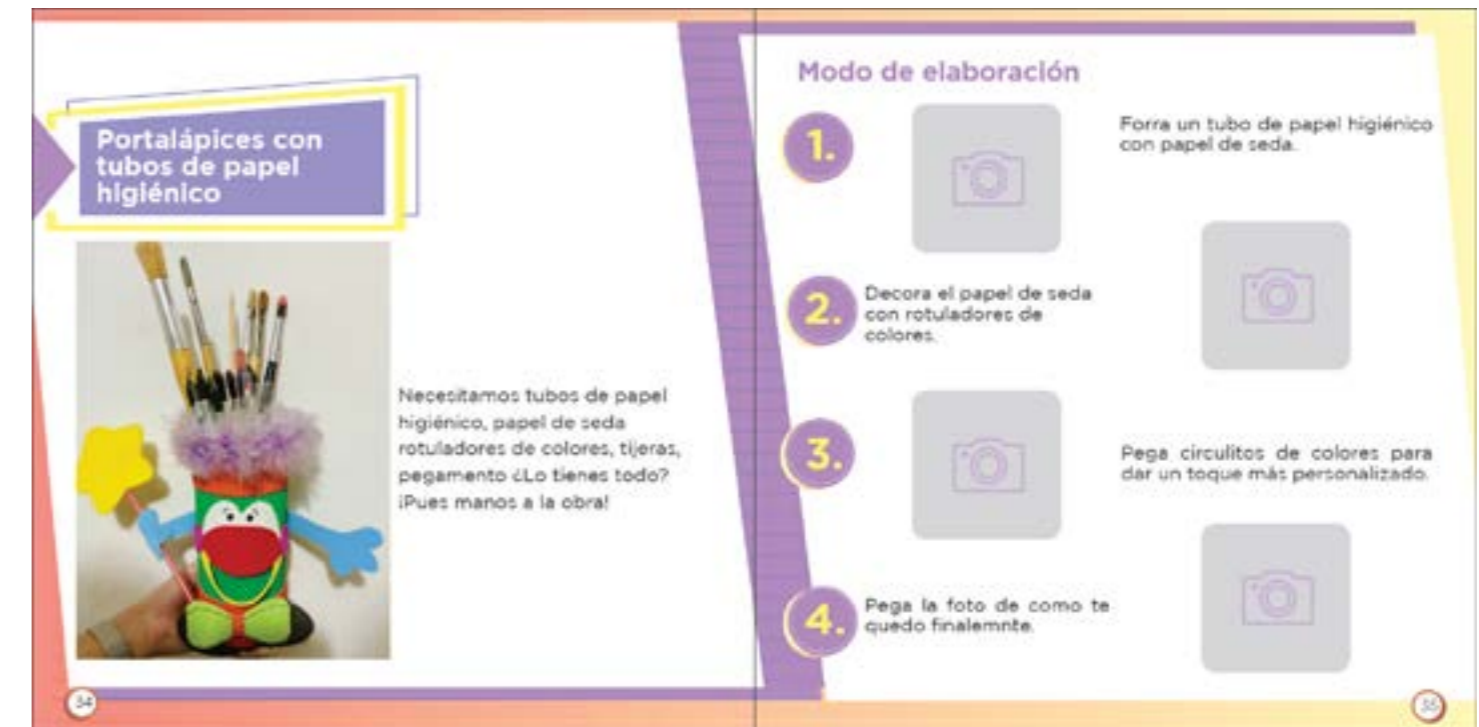 Portalápices con
tubos de papel
higiénico
Necesitamos tubos de papel
higiénico, papel de seda
rotuladores de colores, tijeras,
pegamento ¿Lo tienes todo?
¡Pues manos a la obra!
34
Modo de elaboración
1.
Forra un tubo de papel higiénico
con papel de seda.
2.
Decora el papel de seda
con rotuladores de
colores.
3.
Pega circulitos de colores para
dar un toque más personalizado.
4.
Pega la foto de como te
quedo finalemnte.
35